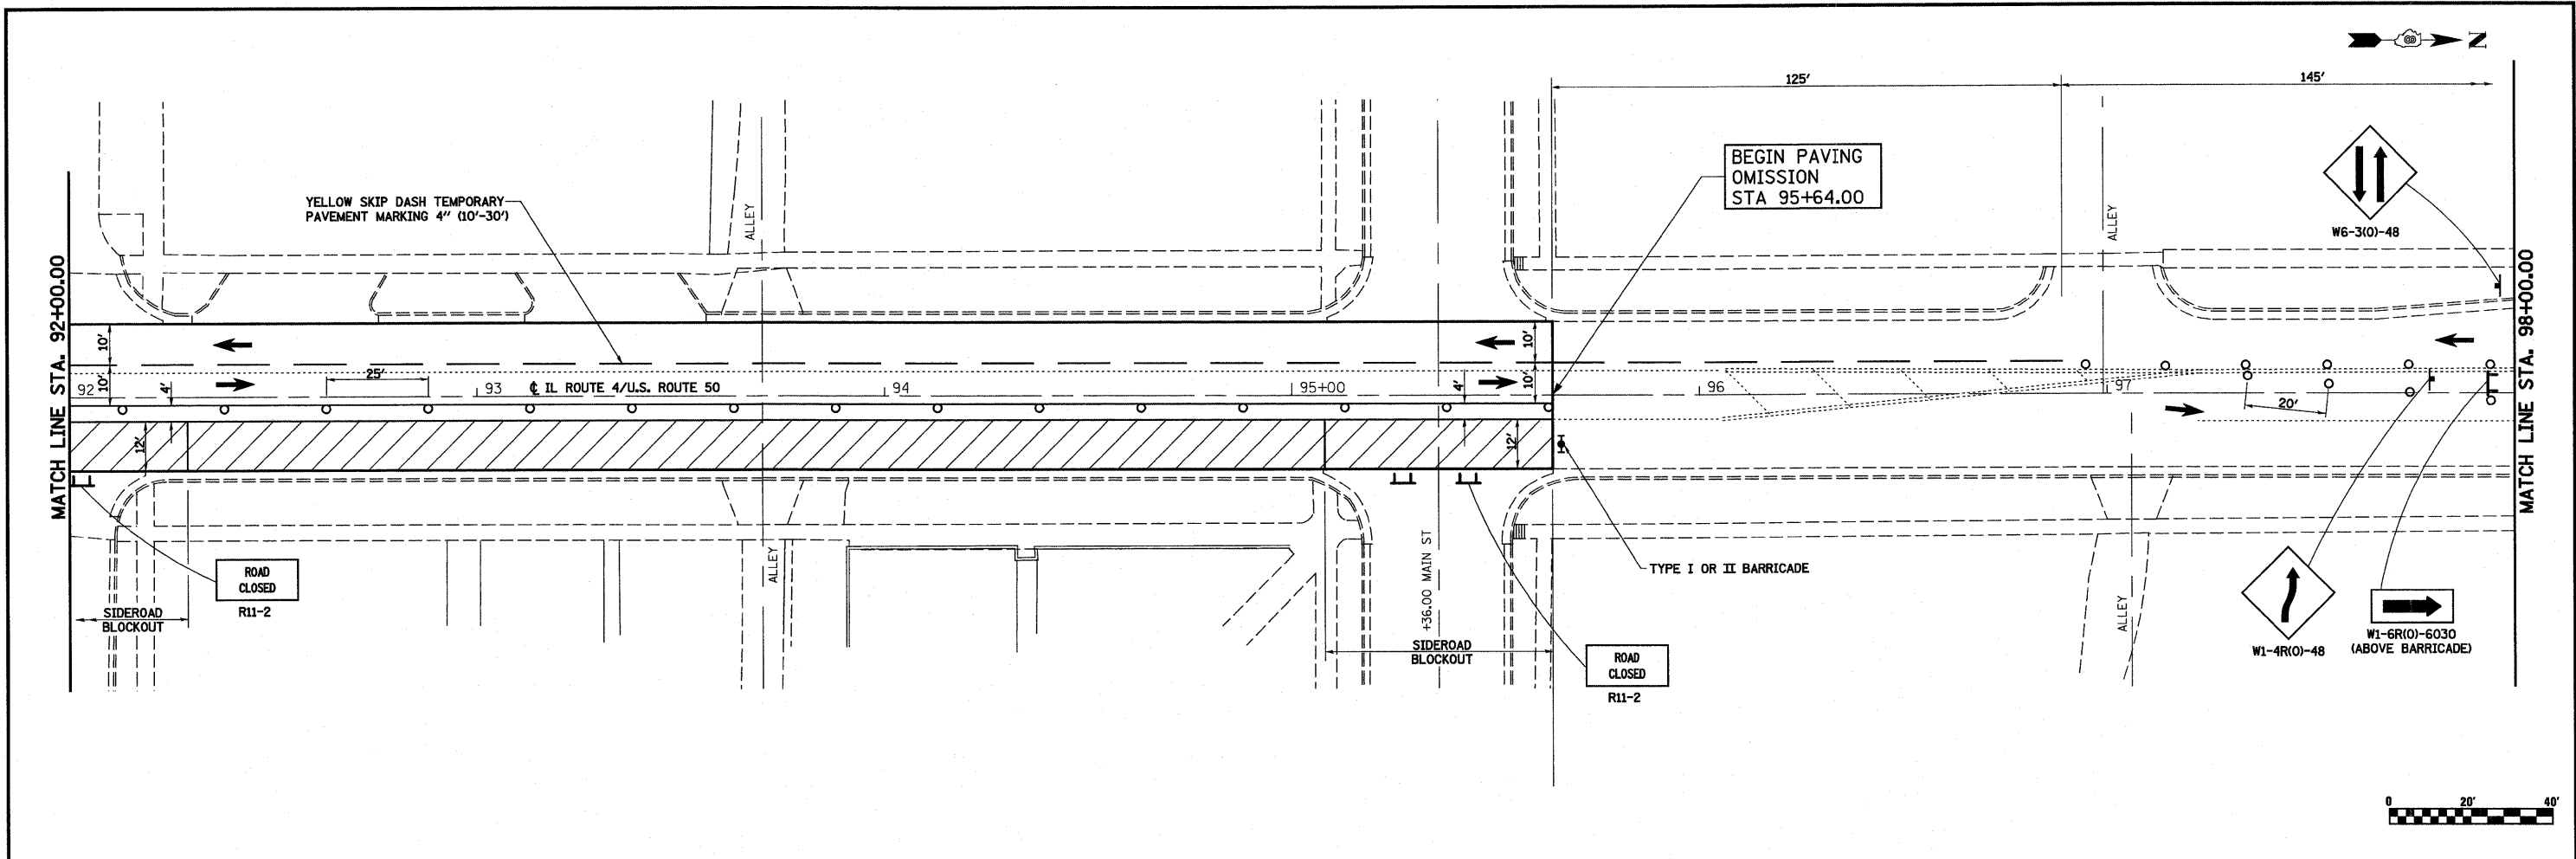 N
125'
145'
BEGIN PAVING
OMISSION
STA 95+64.00
W6-3(O)-48
YELLOW SKIP DASH TEMPORARY
PAVEMENT MARKING 4" (10'-30')
ALLEY
ALLEY
MATCH LINE STA. 92+00.00
MATCH LINE STA. 98+00.00
10'
10'
4'
25'
10'
10'
4'
92
93
℄ IL ROUTE 4/U.S. ROUTE 50
94
95+00
96
97
20'
12'
12'
ROAD
CLOSED
R11-2
SIDEROAD
BLOCKOUT
ALLEY
+36.00 MAIN ST
TYPE I OR II BARRICADE
SIDEROAD
BLOCKOUT
ROAD
CLOSED
R11-2
ALLEY
W1-4R(O)-48
W1-6R(O)-6030
(ABOVE BARRICADE)
0 20' 40'